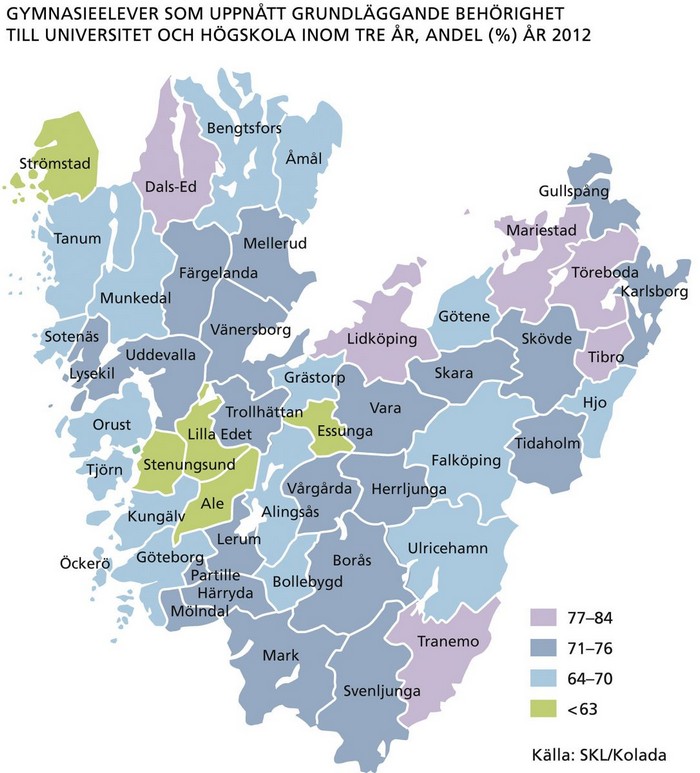 GYMNASIEELEVER SOM UPPNÅTT GRUNDLÄGGANDE BEHÖRIGHET
TILL UNIVERSITET OCH HÖGSKOLA INOM TRE ÅR, ANDEL (%) ÅR 2012
Bengtsfors
Strömstad
Åmål
Dals-Ed
Gullspång
Mariestad
Tanum
Mellerud
Färgelanda
Töreboda
Karlsborg
Munkedal
Götene
Vänersborg
Sotenäs
Lidköping
Skövde
Uddevalla
Tibro
Lysekil
Skara
Grästorp
Hjo
Vara
Trollhättan
Orust
Lilla Edet
Essunga
Tidaholm
Falköping
Stenungsund
Tjörn
Vårgårda
Herrljunga
Ale
Alingsås
Kungälv
Lerum
Ulricehamn
Göteborg
Borås
Öckerö
Partille
Bollebygd
Härryda
Mölndal
77–84
Tranemo
71–76
Mark
64–70
Svenljunga
<63
Källa: SKL/Kolada